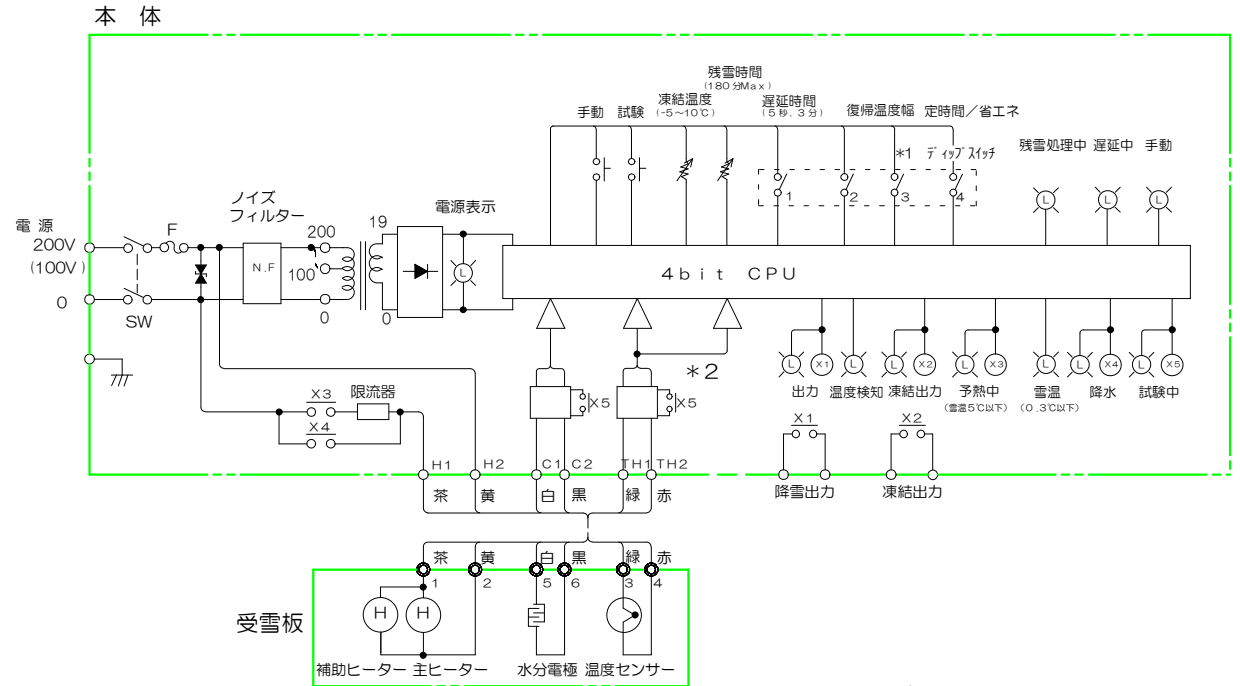 本 体
残雪時間
(180分Max)
手動 試験 凍結温度 遅延時間 復帰温度幅 定時間／省エネ
(-5～10℃) (5秒、3分)
*1 ディップスイッチ
残雪処理中 遅延中 手動
L L L
1 2 3 4
電 源
200V
(100V)
0
SW
F
ノイズ
フィルター
N.F
200
100
0
19
0
電源表示
L
4bit CPU
*2
X5 X5
L X1 L L X2 L X3 L L X4 L X5
出力 温度検知 凍結出力 予熱中 雪温 降水 試験中
(雪温5℃以下) (0.3℃以下)
X3 限流器
X4
X1 X2
降雪出力 凍結出力
H1 H2 C1 C2 TH1 TH2
茶 黄 白 黒 緑 赤
茶 黄 白 黒 緑 赤
1 2 5 6 3 4
受雪板
H H
補助ヒーター 主ヒーター 水分電極 温度センサー